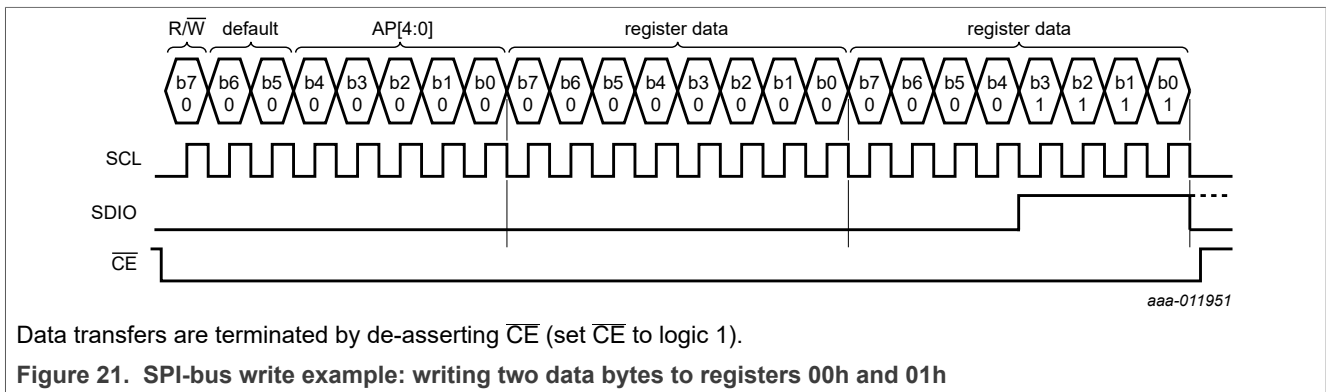 R/W̅ default AP[4:0] register data register data
b7 b6 b5 b4 b3 b2 b1 b0 b7 b6 b5 b4 b3 b2 b1 b0 b7 b6 b5 b4 b3 b2 b1 b0
0 0 0 0 0 0 0 0 0 0 0 0 0 0 0 0 0 0 0 0 1 1 1 1
SCL
SDIO
C̅E̅
aaa-011951
Data transfers are terminated by de-asserting C̅E̅ (set C̅E̅ to logic 1).
Figure 21. SPI-bus write example: writing two data bytes to registers 00h and 01h